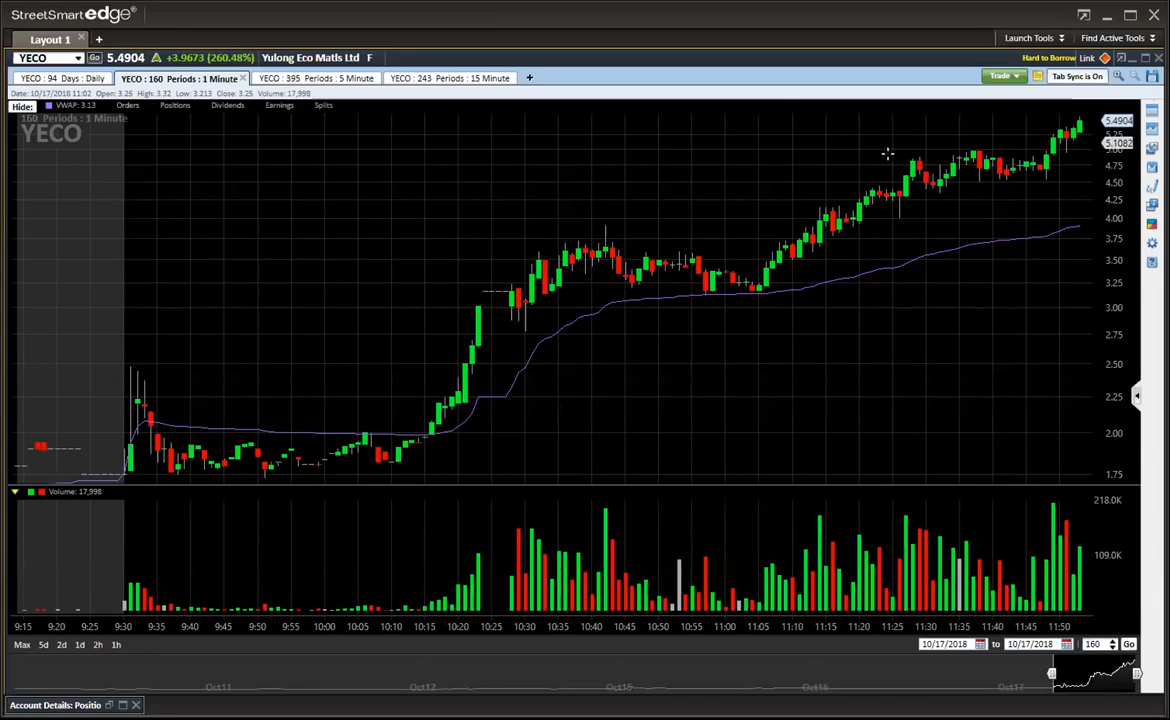 StreetSmart edge®
Layout 1 × +
Launch Tools Find Active Tools
YECO Go 5.4904 +3.9673 (260.48%) Yulong Eco Matls Ltd F
Hard to Borrow Link
YECO : 94 Days : Daily YECO : 160 Periods : 1 Minute × YECO : 395 Periods : 5 Minute YECO : 243 Periods : 15 Minute +
Trade Tab Sync is On
Date: 10/17/2018 11:02 Open: 3.25 High: 3.32 Low: 3.213 Close: 3.25 Volume: 17,998
Hide: VWAP: 3.13 Orders Positions Dividends Earnings Splits
160 Periods : 1 Minute
YECO
5.4904
5.25
5.1082
5.00
4.75
4.50
4.25
4.00
3.75
3.50
3.25
3.00
2.75
2.50
2.25
2.00
1.75
Volume: 17,998
218.0K
109.0K
9:15 9:20 9:25 9:30 9:35 9:40 9:45 9:50 9:55 10:00 10:05 10:10 10:15 10:20 10:25 10:30 10:35 10:40 10:45 10:50 10:55 11:00 11:05 11:10 11:15 11:20 11:25 11:30 11:35 11:40 11:45 11:50
Max 5d 2d 1d 2h 1h
10/17/2018 to 10/17/2018 160 Go
Oct11 Oct12 Oct15 Oct16 Oct17
Account Details: Positio